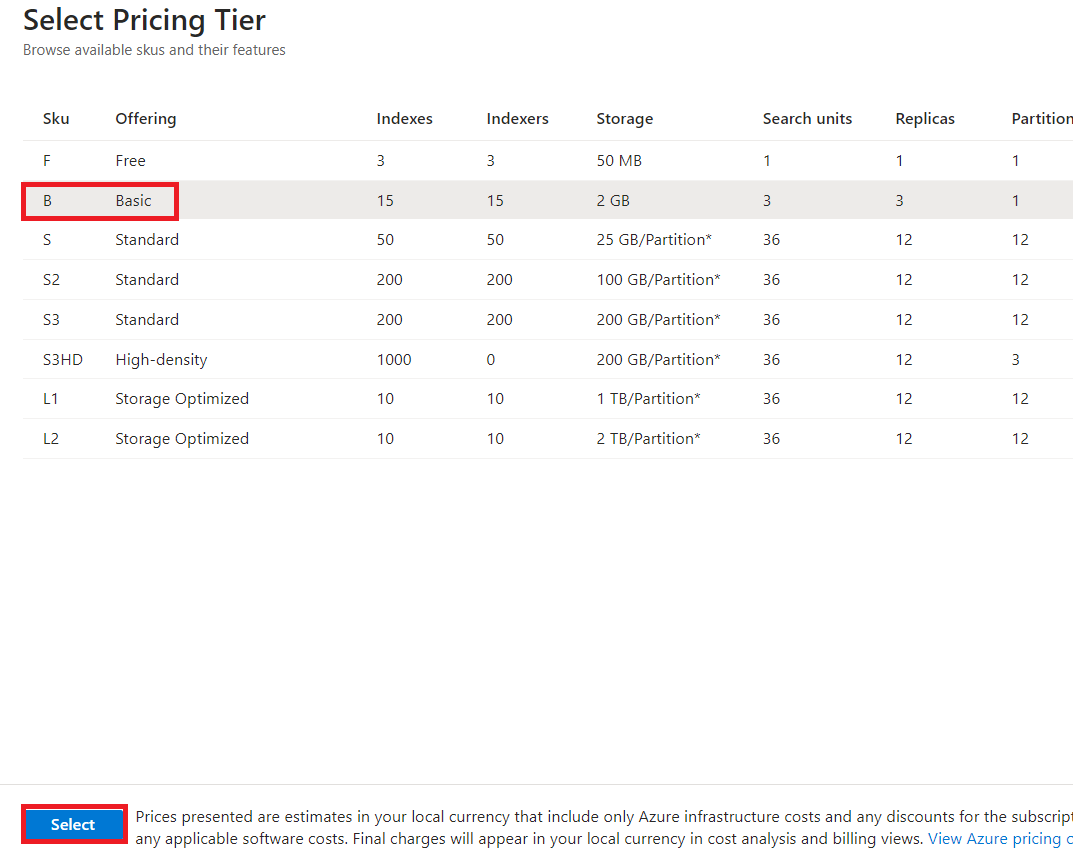 Select Pricing Tier
Browse available skus and their features
Sku Offering Indexes Indexers Storage Search units Replicas Partition
F Free 3 3 50 MB 1 1 1
B Basic 15 15 2 GB 3 3 1
S Standard 50 50 25 GB/Partition* 36 12 12
S2 Standard 200 200 100 GB/Partition* 36 12 12
S3 Standard 200 200 200 GB/Partition* 36 12 12
S3HD High-density 1000 0 200 GB/Partition* 36 12 3
L1 Storage Optimized 10 10 1 TB/Partition* 36 12 12
L2 Storage Optimized 10 10 2 TB/Partition* 36 12 12
Select
Prices presented are estimates in your local currency that include only Azure infrastructure costs and any discounts for the subscript
any applicable software costs. Final charges will appear in your local currency in cost analysis and billing views. View Azure pricing c